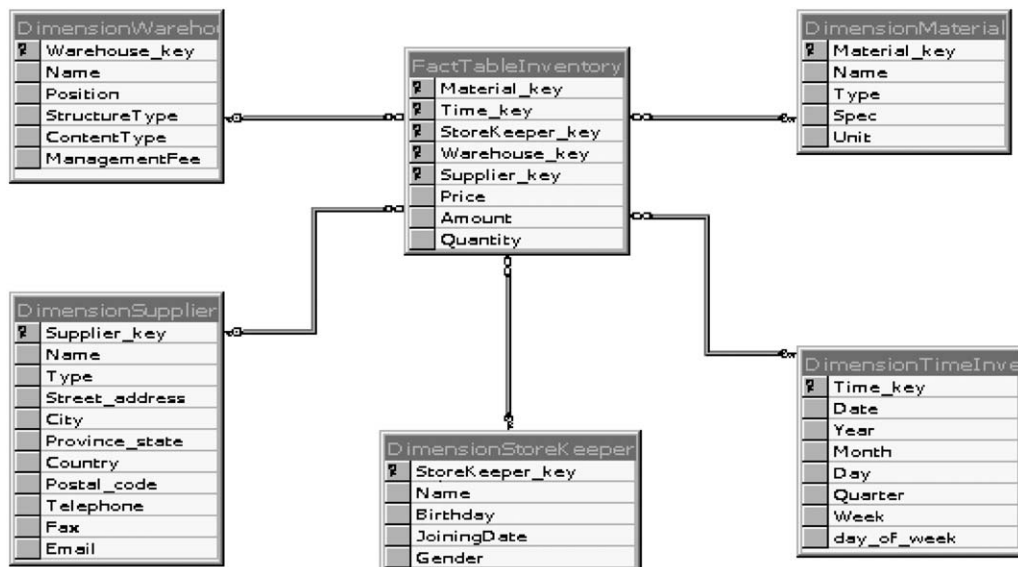 DimensionWarehou
Warehouse_key
Name
Position
StructureType
ContentType
ManagementFee
FactTableInventory
Material_key
Time_key
StoreKeeper_key
Warehouse_key
Supplier_key
Price
Amount
Quantity
DimensionMaterial
Material_key
Name
Type
Spec
Unit
DimensionSupplier
Supplier_key
Name
Type
Street_address
City
Province_state
Country
Postal_code
Telephone
Fax
Email
DimensionStoreKeeper
StoreKeeper_key
Name
Birthday
JoiningDate
Gender
DimensionTimeInve
Time_key
Date
Year
Month
Day
Quarter
Week
day_of_week